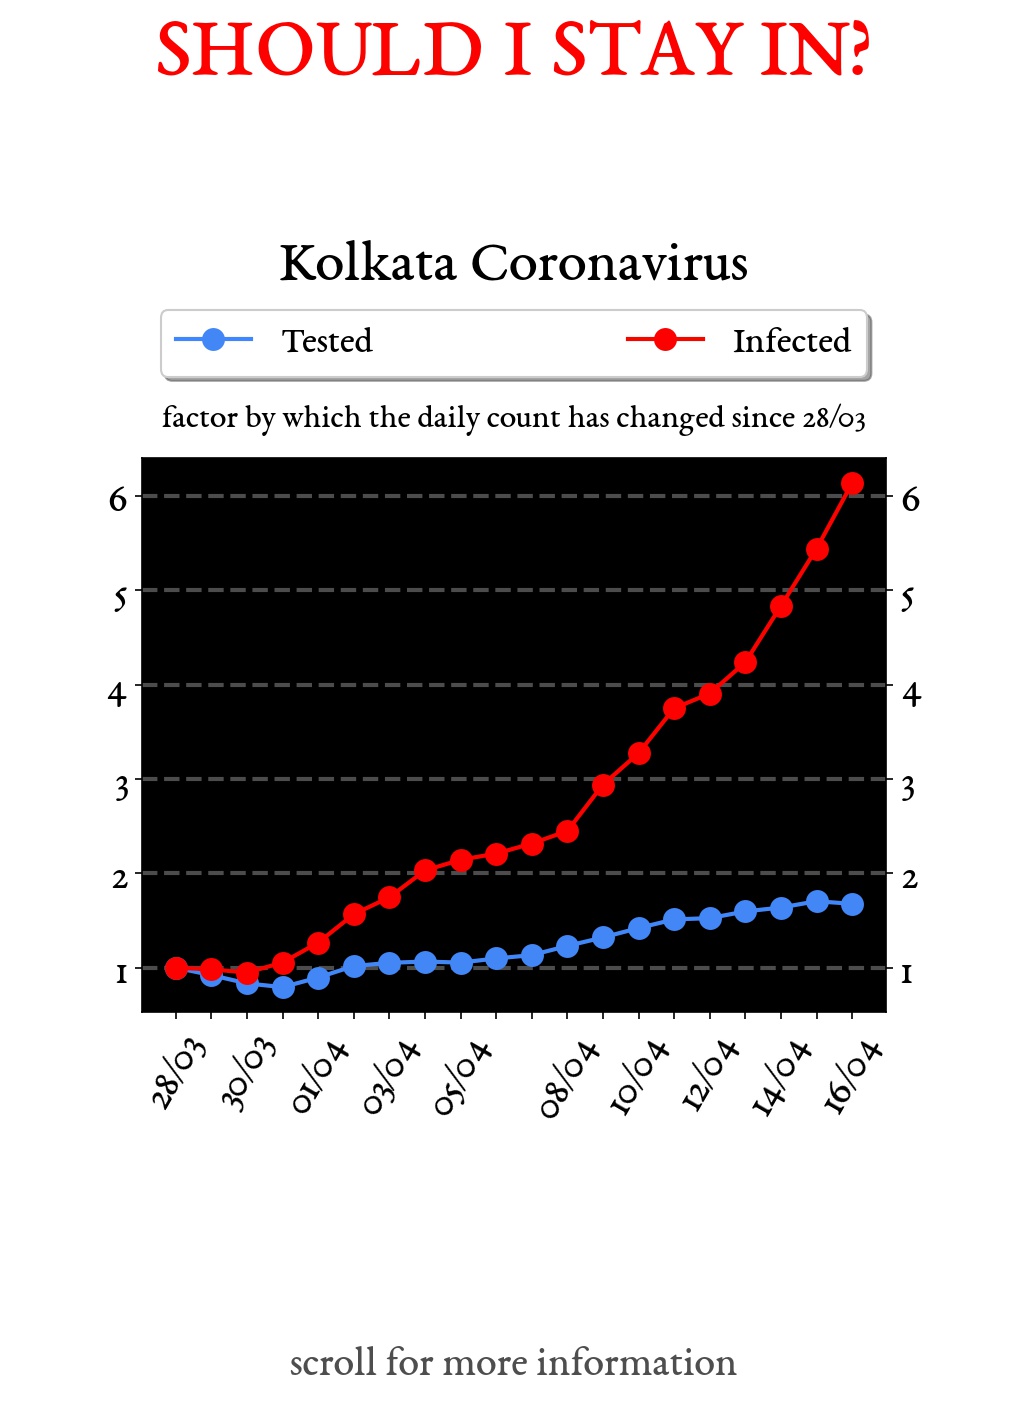 SHOULD I STAY IN?
Kolkata Coronavirus
Tested Infected
factor by which the daily count has changed since 28/03
6 6
5 5
4 4
3 3
2 2
1 1
28/03 30/03 01/04 03/04 05/04 08/04 10/04 12/04 14/04 16/04
scroll for more information